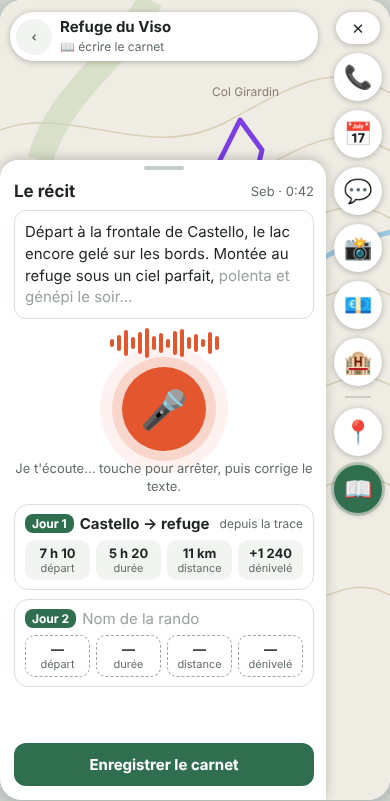 Refuge du Viso
📖 écrire le carnet
Col Girardin
Le récit
Seb · 0:42
Départ à la frontale de Castello, le lac
encore gelé sur les bords. Montée au
refuge sous un ciel parfait, polenta et
génépi le soir...
Je t'écoute... touche pour arrêter, puis corrige le
texte.
Jour 1 Castello → refuge depuis la trace
7 h 10 5 h 20 11 km +1 240
départ durée distance dénivelé
Jour 2 Nom de la rando
— — — —
départ durée distance dénivelé
Enregistrer le carnet